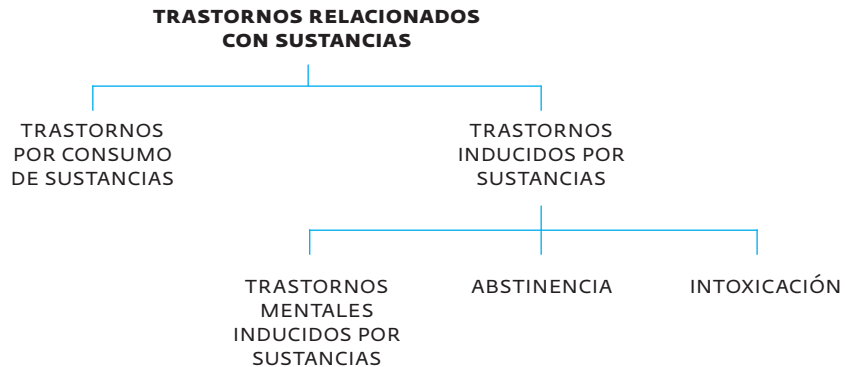 TRASTORNOS RELACIONADOS
CON SUSTANCIAS
TRASTORNOS
POR CONSUMO
DE SUSTANCIAS
TRASTORNOS
INDUCIDOS POR
SUSTANCIAS
TRASTORNOS
MENTALES
INDUCIDOS POR
SUSTANCIAS
ABSTINENCIA
INTOXICACIÓN